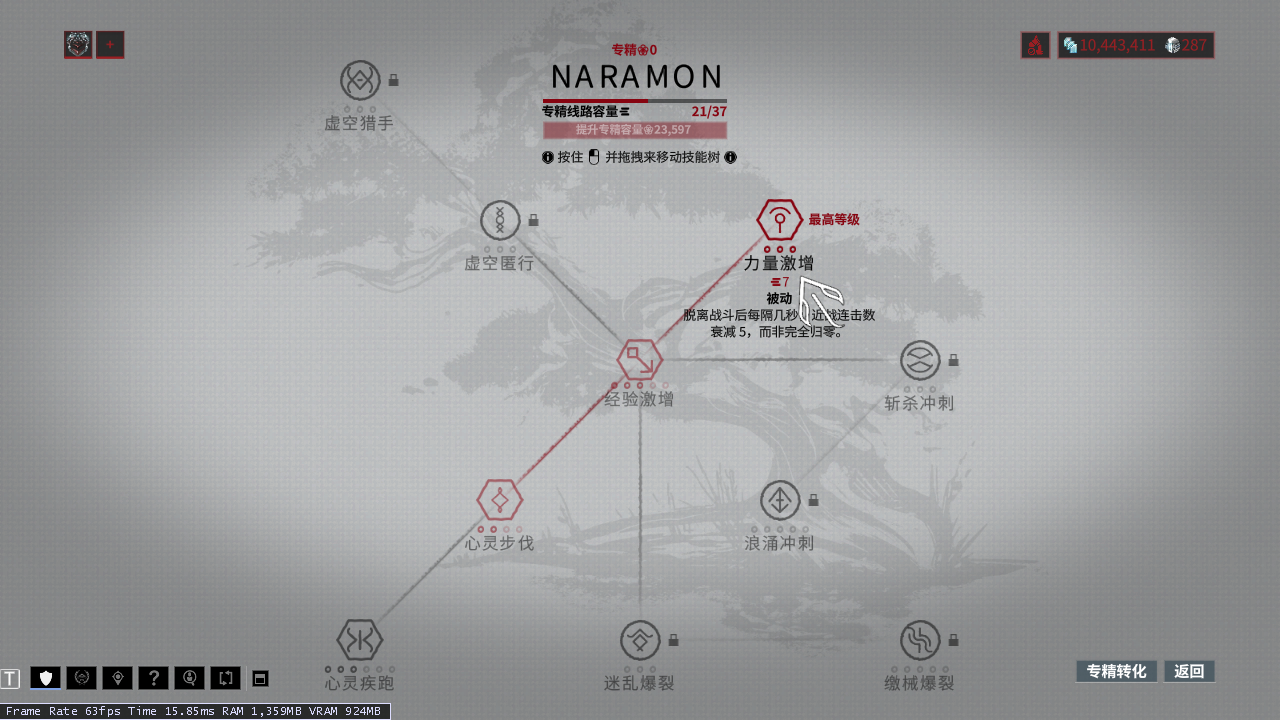 专精0
NARAMON
专精线路容量 21/37
提升专精容量23,597
按住 并拖拽来移动技能树
+
10,443,411 287
虚空猎手
虚空匿行
最高等级
力量激增
7
被动
脱离战斗后每隔几秒,近战连击数
衰减 5，而非完全归零。
经验激增
斩杀冲刺
心灵步伐
浪涌冲刺
心灵疾跑
迷乱爆裂
缴械爆裂
专精转化 返回
T ?
Frame Rate 63fps Time 15.85ms RAM 1,359MB VRAM 924MB